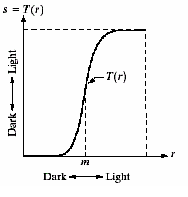 s = T(r)
T(r)
Dark ◄─► Light
r
m
Dark ◄─► Light